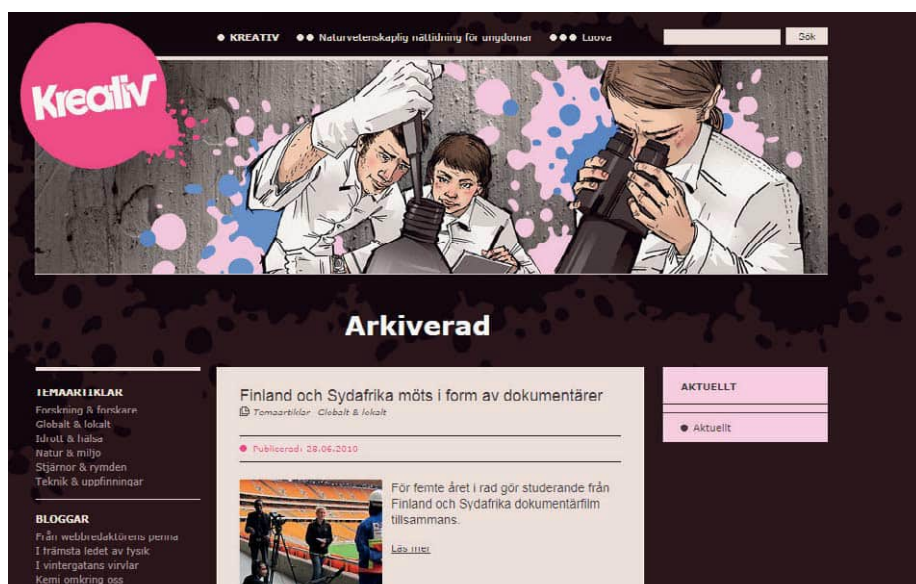 KREATIV Naturvetenskaplig nättidning för ungdomar Luova Sök
Kreativ
Arkiverad
TEMAARTIKLAR
Forskning & forskare
Globalt & lokalt
Idrott & hälsa
Natur & miljö
Stjärnor & rymden
Teknik & uppfinningar
BLOGGAR
Från webbredaktörens penna
I främsta ledet av fysik
I vintergatans virvlar
Kemi omkring oss
Finland och Sydafrika möts i form av dokumentärer
Temaartiklar Globalt & lokalt
Publicerad: 28.06.2010
För femte året i rad gör studerande från
Finland och Sydafrika dokumentärfilm
tillsammans.
Läs mer
AKTUELLT
Aktuellt